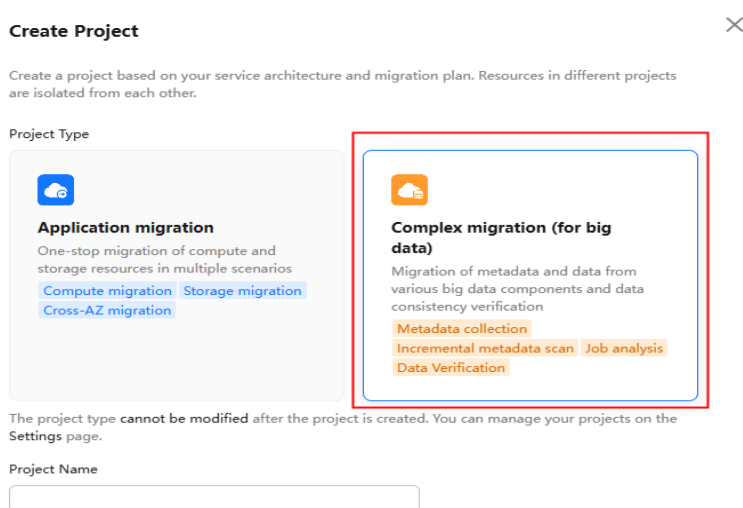 Create Project
Create a project based on your service architecture and migration plan. Resources in different projects
are isolated from each other.
Project Type
Application migration
One-stop migration of compute and
storage resources in multiple scenarios
Compute migration Storage migration
Cross-AZ migration
Complex migration (for big
data)
Migration of metadata and data from
various big data components and data
consistency verification
Metadata collection
Incremental metadata scan Job analysis
Data Verification
The project type cannot be modified after the project is created. You can manage your projects on the
Settings page.
Project Name